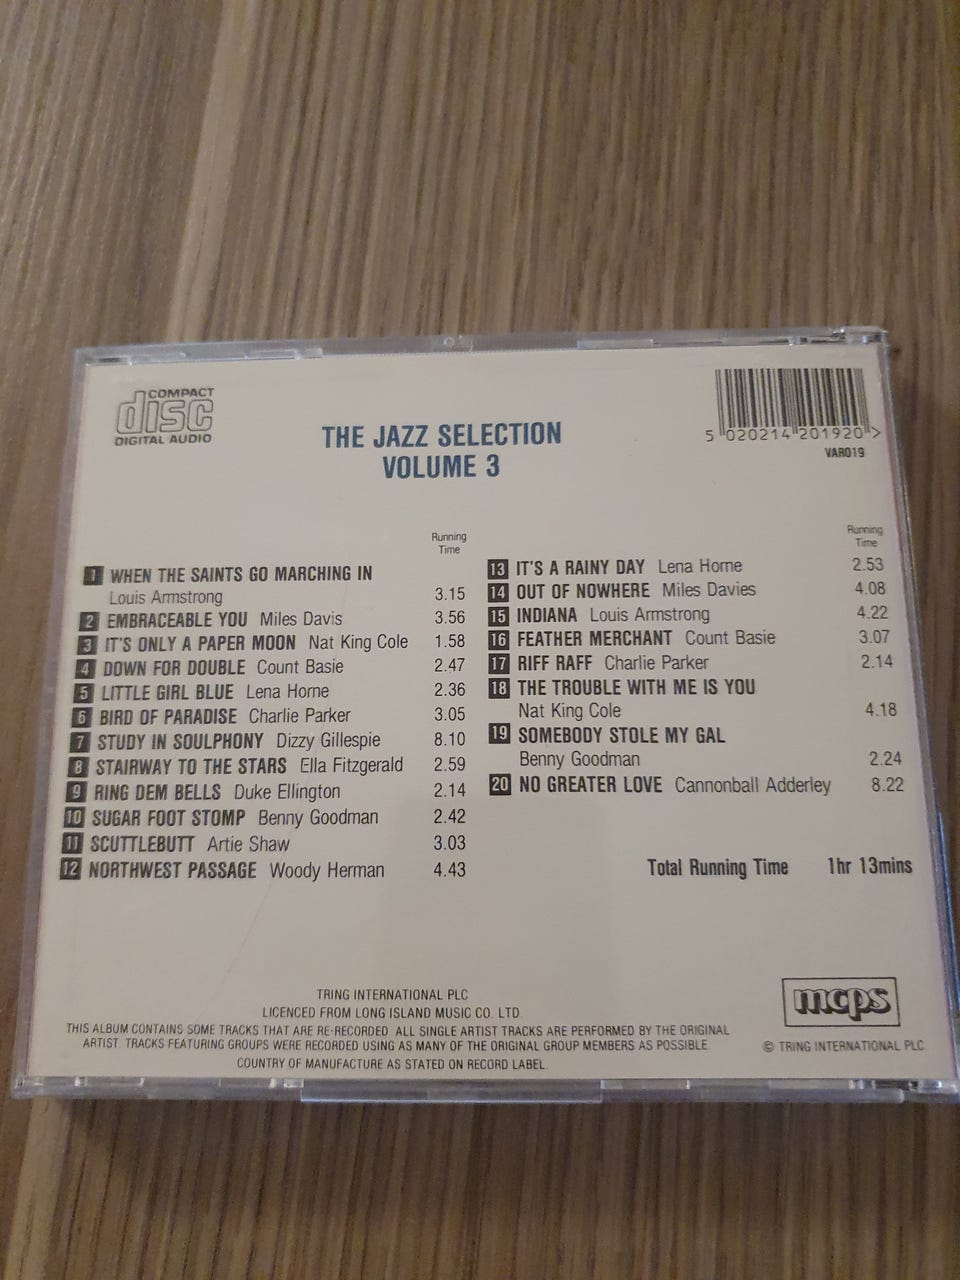 COMPACT
disc
DIGITAL AUDIO
THE JAZZ SELECTION
VOLUME 3
5 020214 201920 >
VAR019
Running
Time
1 WHEN THE SAINTS GO MARCHING IN
Louis Armstrong 3.15
2 EMBRACEABLE YOU Miles Davis 3.56
3 IT'S ONLY A PAPER MOON Nat King Cole 1.58
4 DOWN FOR DOUBLE Count Basie 2.47
5 LITTLE GIRL BLUE Lena Horne 2.36
6 BIRD OF PARADISE Charlie Parker 3.05
7 STUDY IN SOULPHONY Dizzy Gillespie 8.10
8 STAIRWAY TO THE STARS Ella Fitzgerald 2.59
9 RING DEM BELLS Duke Ellington 2.14
10 SUGAR FOOT STOMP Benny Goodman 2.42
11 SCUTTLEBUTT Artie Shaw 3.03
12 NORTHWEST PASSAGE Woody Herman 4.43
Running
Time
13 IT'S A RAINY DAY Lena Horne 2.53
14 OUT OF NOWHERE Miles Davies 4.08
15 INDIANA Louis Armstrong 4.22
16 FEATHER MERCHANT Count Basie 3.07
17 RIFF RAFF Charlie Parker 2.14
18 THE TROUBLE WITH ME IS YOU
Nat King Cole 4.18
19 SOMEBODY STOLE MY GAL
Benny Goodman 2.24
20 NO GREATER LOVE Cannonball Adderley 8.22
Total Running Time 1hr 13mins
TRING INTERNATIONAL PLC
LICENCED FROM LONG ISLAND MUSIC CO. LTD.
THIS ALBUM CONTAINS SOME TRACKS THAT ARE RE-RECORDED. ALL SINGLE ARTIST TRACKS ARE PERFORMED BY THE ORIGINAL
ARTIST. TRACKS FEATURING GROUPS WERE RECORDED USING AS MANY OF THE ORIGINAL GROUP MEMBERS AS POSSIBLE.
COUNTRY OF MANUFACTURE AS STATED ON RECORD LABEL.
mcps
© TRING INTERNATIONAL PLC